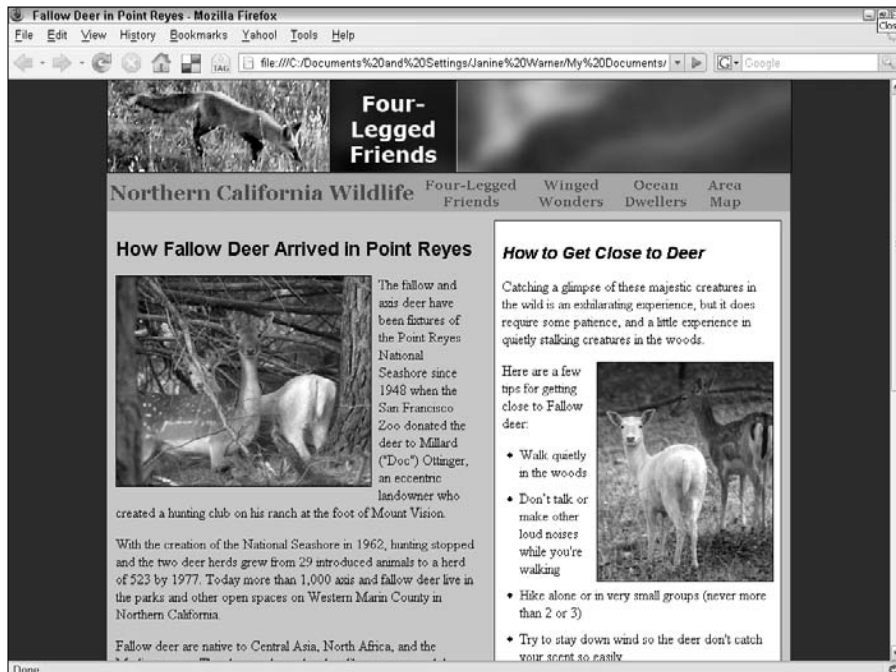 Fallow Deer in Point Reyes - Mozilla Firefox
Clos
File Edit View History Bookmarks Yahoo! Tools Help
TAG
file:///C:/Documents%20and%20Settings/Janine%20Warner/My%20Documents/
G Google
Four-
Legged
Friends
Northern California Wildlife
Four-Legged
Friends
Winged
Wonders
Ocean
Dwellers
Area
Map
How Fallow Deer Arrived in Point Reyes
The fallow and
axis deer have
been fixtures of
the Point Reyes
National
Seashore since
1948 when the
San Francisco
Zoo donated the
deer to Millard
("Doc") Ottinger,
an eccentric
landowner who
created a hunting club on his ranch at the foot of Mount Vision.
With the creation of the National Seashore in 1962, hunting stopped
and the two deer herds grew from 29 introduced animals to a herd
of 523 by 1977. Today more than 1,000 axis and fallow deer live in
the parks and other open spaces on Western Marin County in
Northern California.
Fallow deer are native to Central Asia, North Africa, and the
How to Get Close to Deer
Catching a glimpse of these majestic creatures in
the wild is an exhilarating experience, but it does
require some patience, and a little experience in
quietly stalking creatures in the woods.
Here are a few
tips for getting
close to Fallow
deer:
• Walk quietly
in the woods
• Don't talk or
make other
loud noises
while you're
walking
• Hike alone or in very small groups (never more
than 2 or 3)
• Try to stay down wind so the deer don't catch
your scent so easily
Done